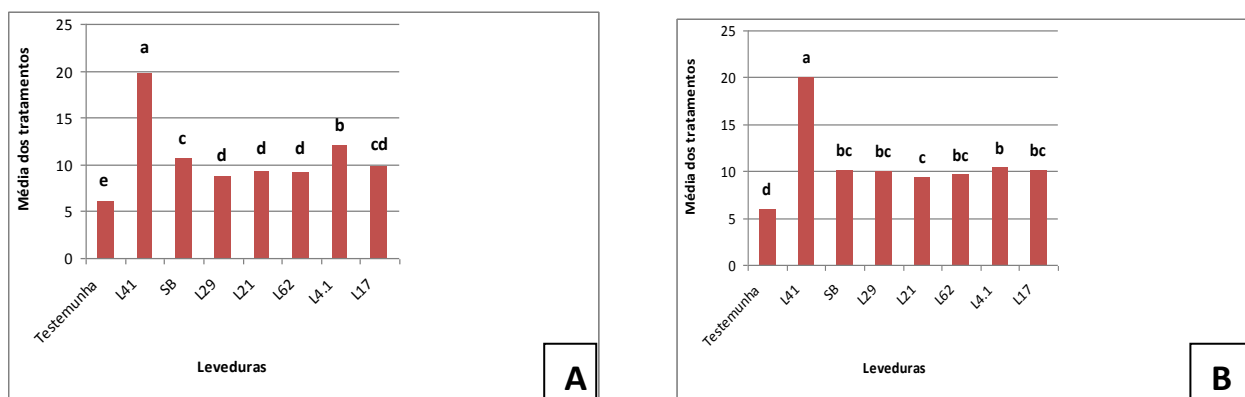 Média dos tratamentos
25
20
15
10
5
0
a
b
c
d
d
d
cd
e
Testemunha
L41
SB
L29
L21
L62
L4.1
L17
Leveduras
A
Média dos tratamentos
25
20
15
10
5
0
a
bc
bc
c
bc
b
bc
d
Testemunha
L41
SB
L29
L21
L62
L4.1
L17
Leveduras
B